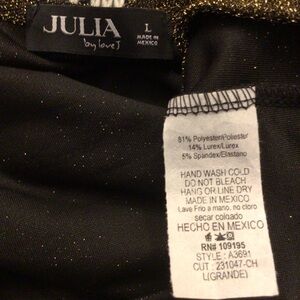 JULIA
by love J
L
MADE IN
MEXICO
81% Polyester/Poliester
14% Lurex/Lurex
5% Spandex/Elastano
HAND WASH COLD
DO NOT BLEACH
HANG OR LINE DRY
MADE IN MEXICO
Lave Frio a mano, no cloro
secar colgado
HECHO EN MEXICO
RN# 109195
STYLE : A3691
CUT : 231047-CH
L(GRANDE)